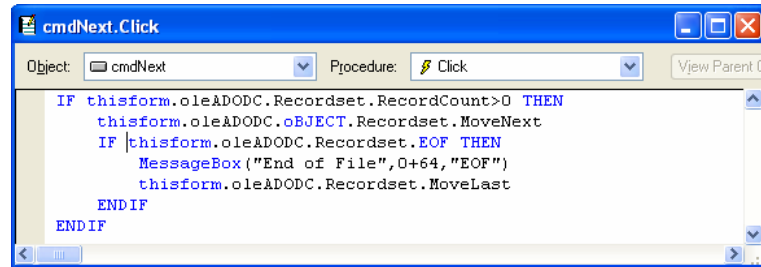 cmdNext.Click
Object: cmdNext Procedure: Click View Parent
IF thisform.oleADODC.Recordset.RecordCount>0 THEN
thisform.oleADODC.oBJECT.Recordset.MoveNext
IF thisform.oleADODC.Recordset.EOF THEN
MessageBox("End of File",0+64,"EOF")
thisform.oleADODC.Recordset.MoveLast
ENDIF
ENDIF